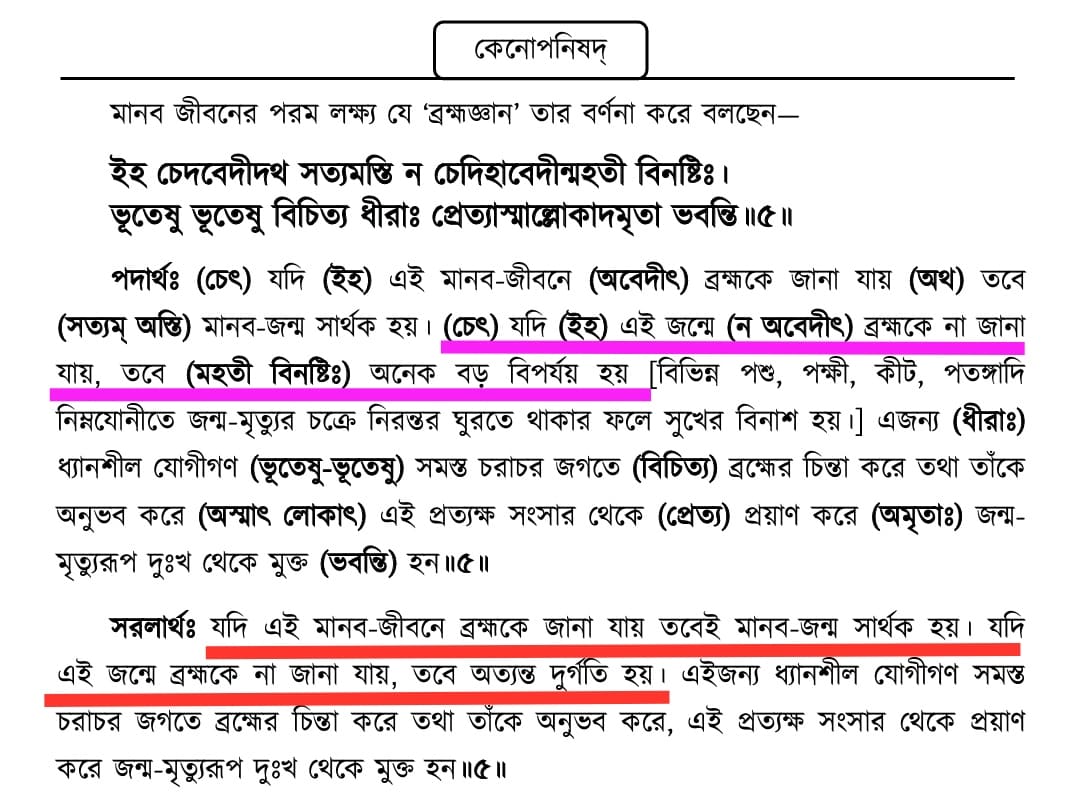 কেনোপনিষদ্
মানব জীবনের পরম লক্ষ্য যে ‘ব্রহ্মজ্ঞান’ তার বর্ণনা করে বলছেন—
ইহ চেদবেদীদথ সত্যমস্তি ন চেদিহাবেদীন্মহতী বিনষ্টিঃ।
ভূতেষু ভূতেষু বিচিত্য ধীরাঃ প্রেত্যাস্মাল্লোকাদমৃতা ভবন্তি॥৫॥
পদার্থঃ (চেৎ) যদি (ইহ) এই মানব-জীবনে (অবেদীৎ) ব্রহ্মকে জানা যায় (অথ) তবে
(সত্যম্ অস্তি) মানব-জন্ম সার্থক হয়। (চেৎ) যদি (ইহ) এই জন্মে (ন অবেদীৎ) ব্রহ্মকে না জানা
যায়, তবে (মহতী বিনষ্টিঃ) অনেক বড় বিপর্যয় হয় [বিভিন্ন পশু, পক্ষী, কীট, পতঙ্গাদি
নিম্নযোনীতে জন্ম-মৃত্যুর চক্রে নিরন্তর ঘুরতে থাকার ফলে সুখের বিনাশ হয়।] এজন্য (ধীরাঃ)
ধ্যানশীল যোগীগণ (ভূতেষু-ভূতেষু) সমস্ত চরাচর জগতে (বিচিত্য) ব্রহ্মের চিন্তা করে তথা তাঁকে
অনুভব করে (অস্মাৎ লোকাৎ) এই প্রত্যক্ষ সংসার থেকে (প্রেত্য) প্রয়াণ করে (অমৃতাঃ) জন্ম-
মৃত্যুরূপ দুঃখ থেকে মুক্ত (ভবন্তি) হন॥৫॥
সরলার্থঃ যদি এই মানব-জীবনে ব্রহ্মকে জানা যায় তবেই মানব-জন্ম সার্থক হয়। যদি
এই জন্মে ব্রহ্মকে না জানা যায়, তবে অত্যন্ত দুর্গতি হয়। এইজন্য ধ্যানশীল যোগীগণ সমস্ত
চরাচর জগতে ব্রহ্মের চিন্তা করে তথা তাঁকে অনুভব করে, এই প্রত্যক্ষ সংসার থেকে প্রয়াণ
করে জন্ম-মৃত্যুরূপ দুঃখ থেকে মুক্ত হন॥৫॥